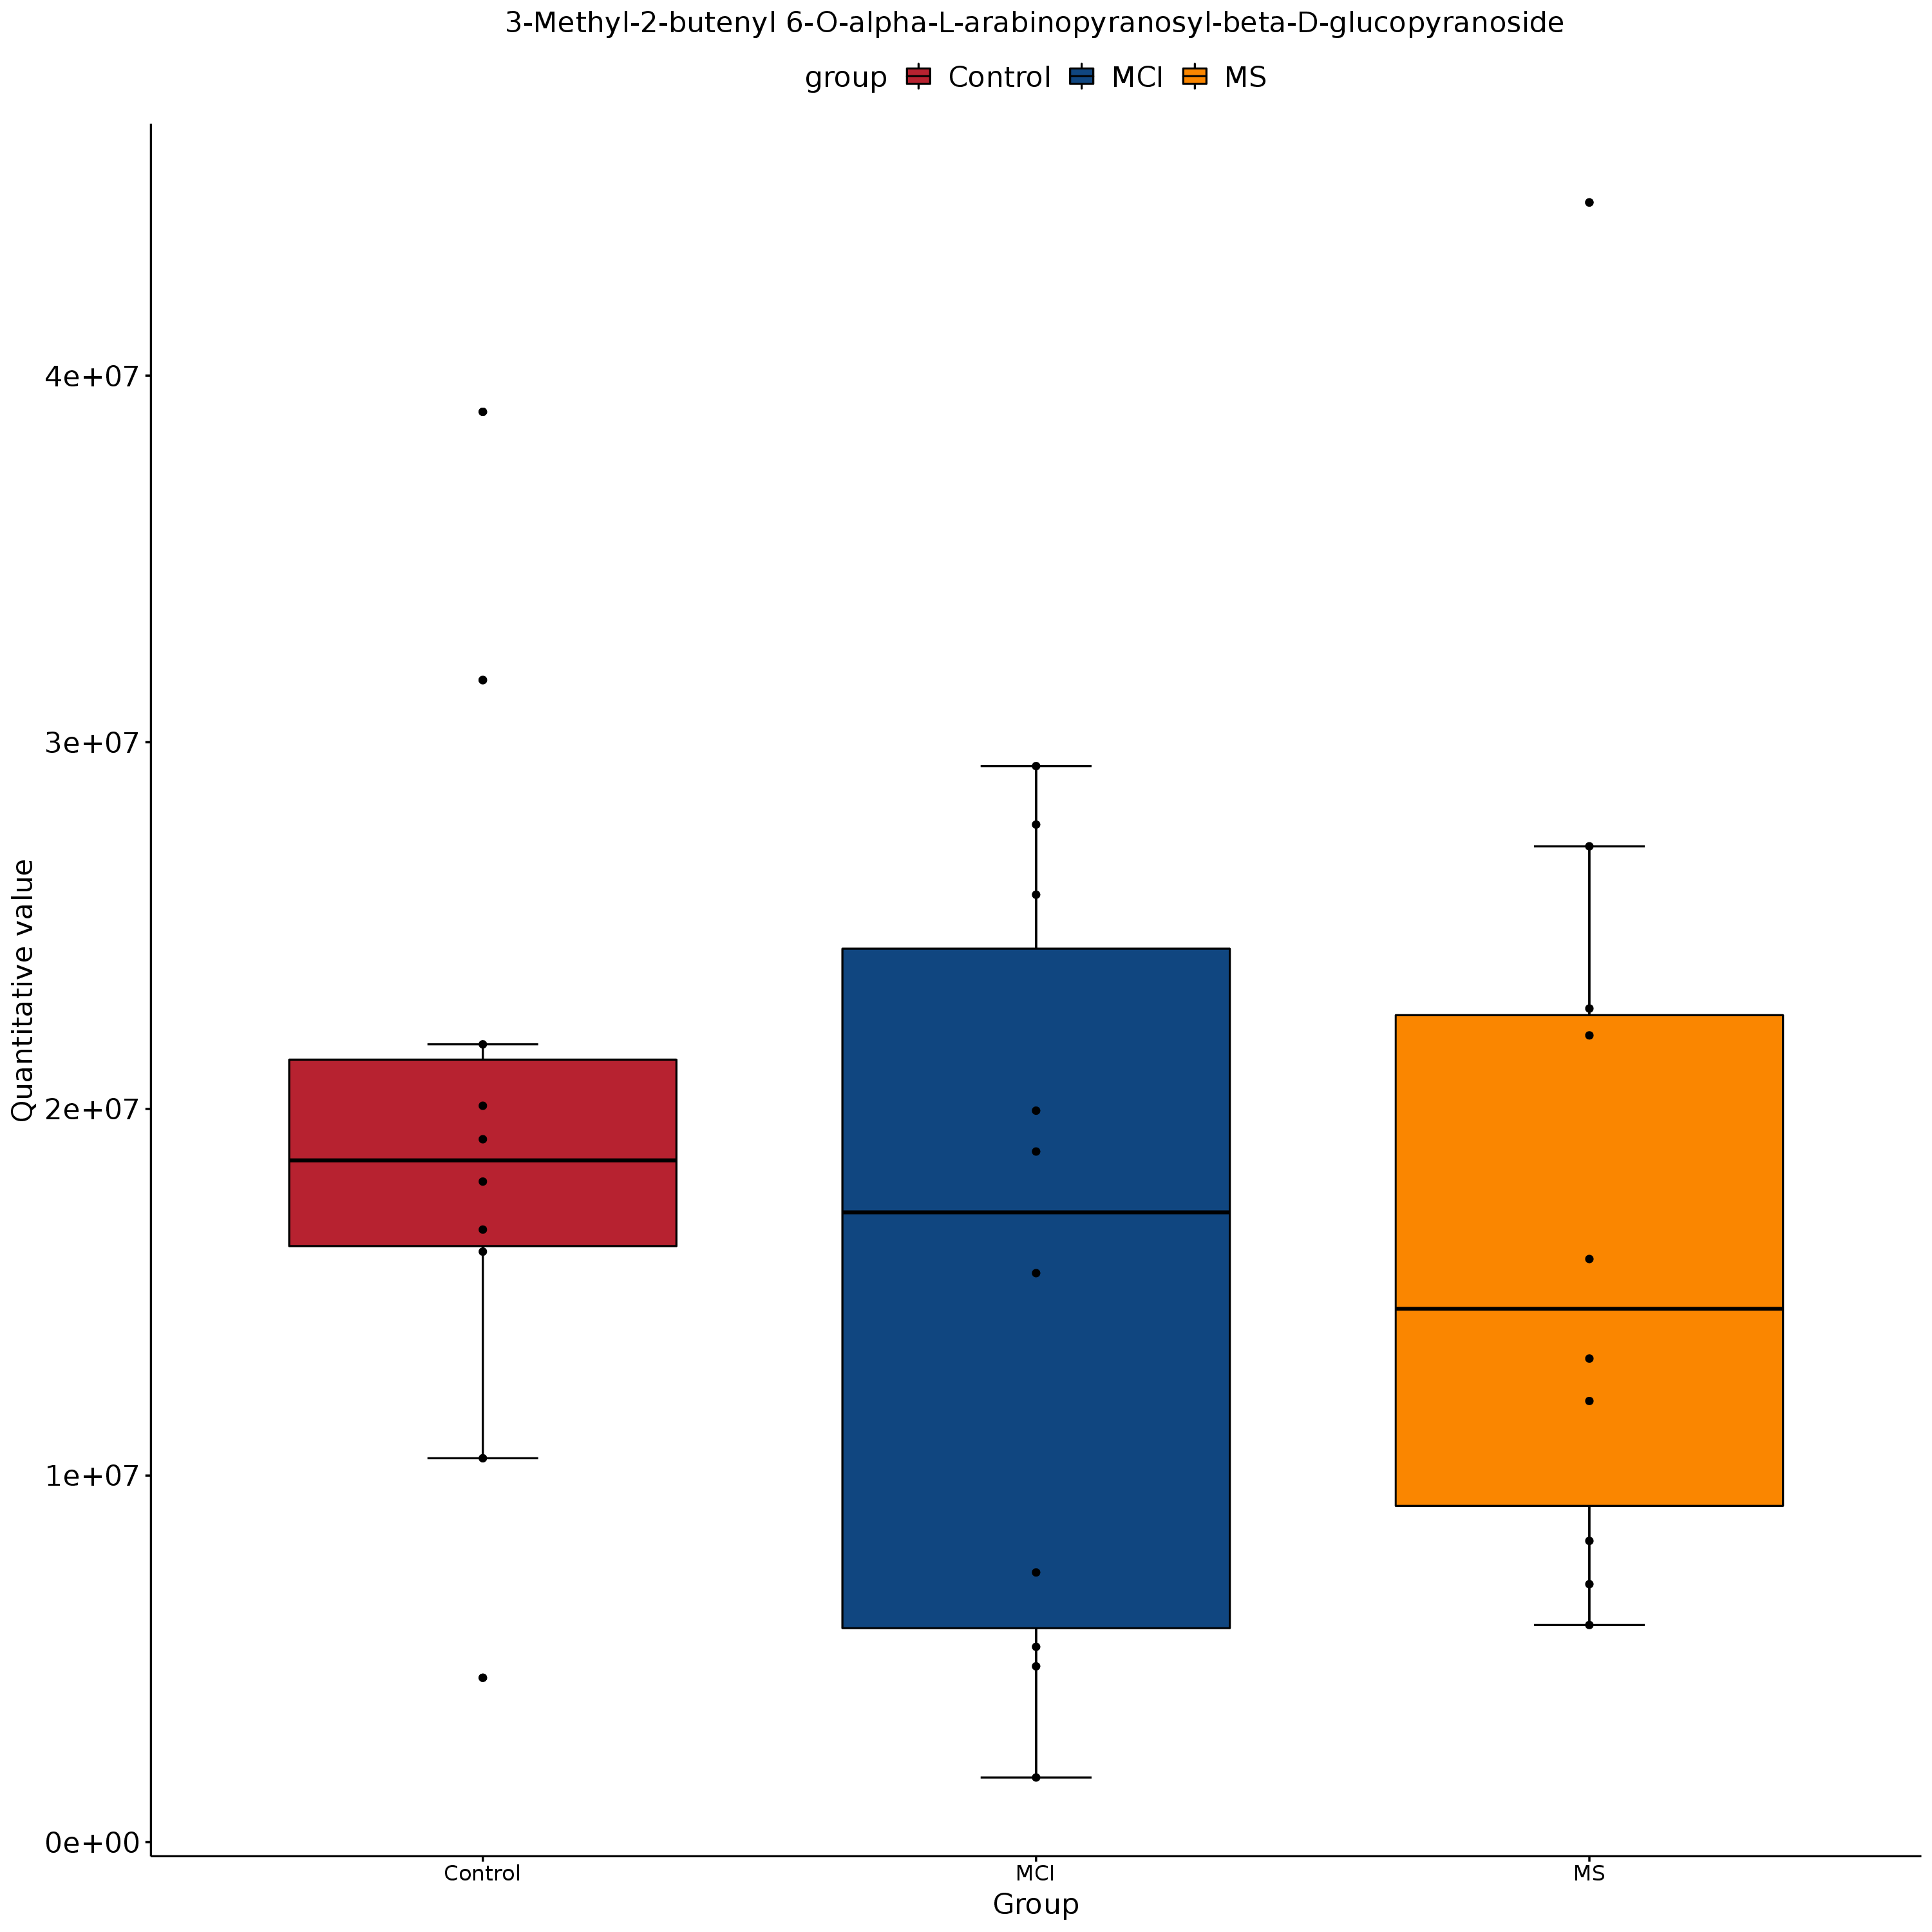 3-Methyl-2-butenyl 6-O-alpha-L-arabinopyranosyl-beta-D-glucopyranoside
group Control MCI MS
Quantitative value
4e+07
3e+07
2e+07
1e+07
0e+00
Control MCI MS
Group